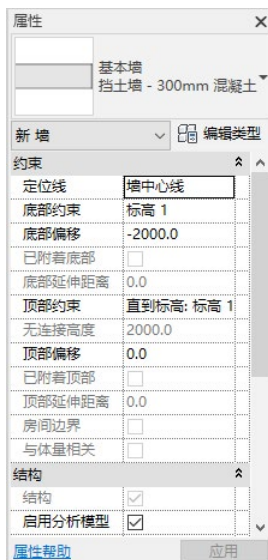 属性
基本墙
挡土墙 - 300mm 混凝土
新 墙
编辑类型
约束
定位线 墙中心线
底部约束 标高 1
底部偏移 -2000.0
已附着底部
底部延伸距离 0.0
顶部约束 直到标高: 标高 1
无连接高度 2000.0
顶部偏移 0.0
已附着顶部
顶部延伸距离 0.0
房间边界
与体量相关
结构
结构
启用分析模型
属性帮助 应用